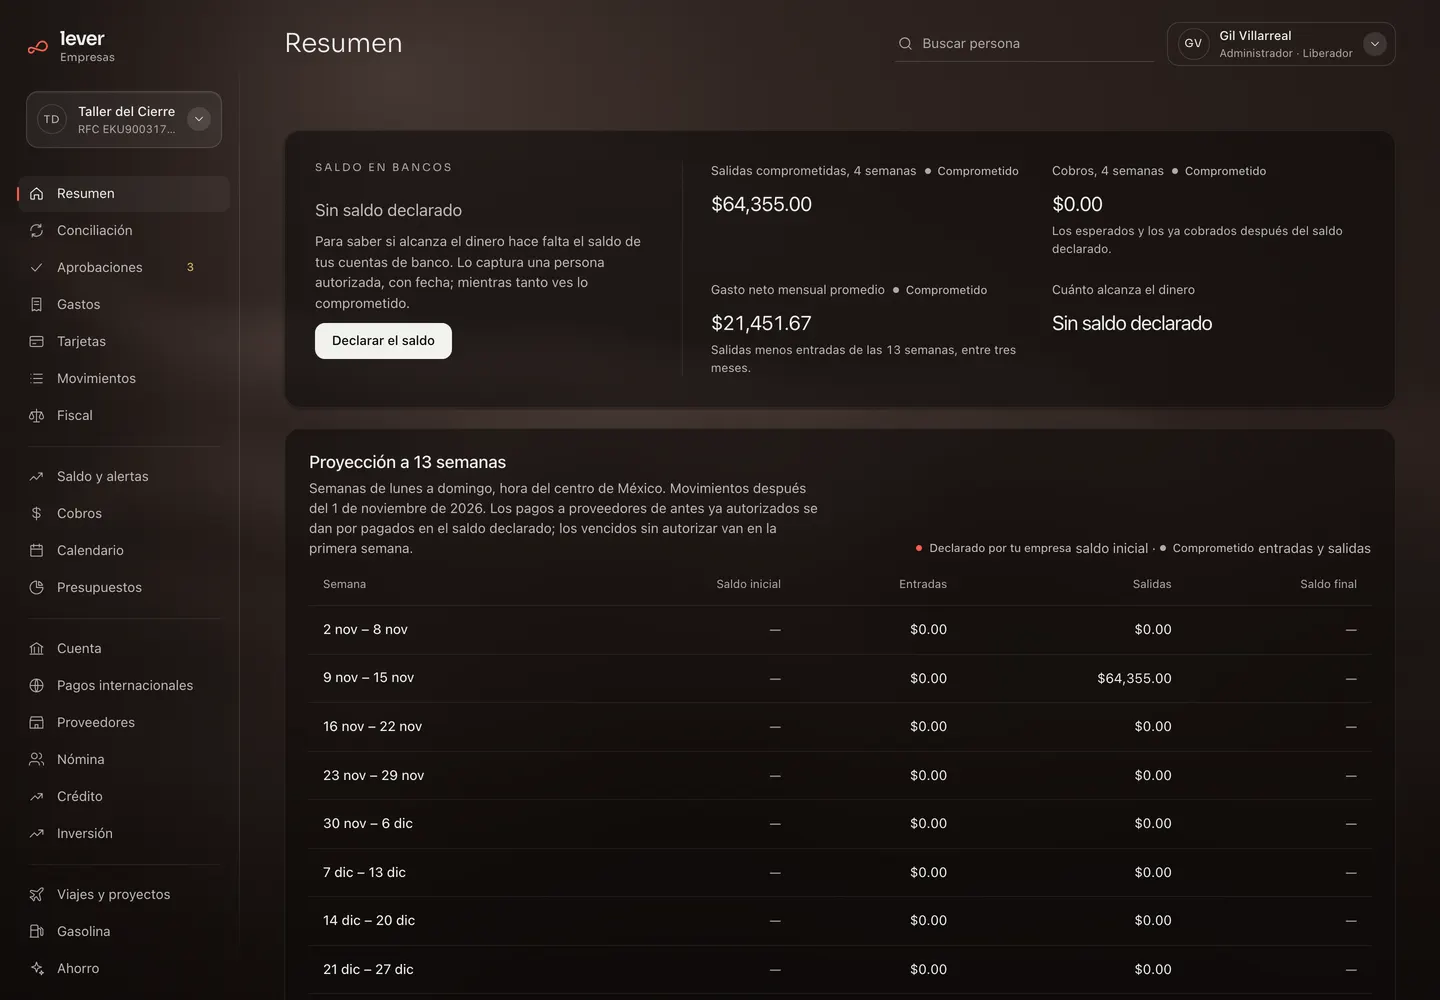 lever
Empresas
TD
Taller del Cierre
RFC EKU900317...
Resumen
Conciliación
Aprobaciones 3
Gastos
Tarjetas
Movimientos
Fiscal
Saldo y alertas
Cobros
Calendario
Presupuestos
Cuenta
Pagos internacionales
Proveedores
Nómina
Crédito
Inversión
Viajes y proyectos
Gasolina
Ahorro
Resumen
Buscar persona
GV
Gil Villarreal
Administrador · Liberador
SALDO EN BANCOS
Sin saldo declarado
Para saber si alcanza el dinero hace falta el saldo de
tus cuentas de banco. Lo captura una persona
autorizada, con fecha; mientras tanto ves lo
comprometido.
Declarar el saldo
Salidas comprometidas, 4 semanas • Comprometido
$64,355.00
Cobros, 4 semanas • Comprometido
$0.00
Los esperados y los ya cobrados después del saldo
declarado.
Gasto neto mensual promedio • Comprometido
$21,451.67
Salidas menos entradas de las 13 semanas, entre tres
meses.
Cuánto alcanza el dinero
Sin saldo declarado
Proyección a 13 semanas
Semanas de lunes a domingo, hora del centro de México. Movimientos después
del 1 de noviembre de 2026. Los pagos a proveedores de antes ya autorizados se
dan por pagados en el saldo declarado; los vencidos sin autorizar van en la
primera semana.
• Declarado por tu empresa saldo inicial · • Comprometido entradas y salidas
Semana Saldo inicial Entradas Salidas Saldo final
2 nov – 8 nov — $0.00 $0.00 —
9 nov – 15 nov — $0.00 $64,355.00 —
16 nov – 22 nov — $0.00 $0.00 —
23 nov – 29 nov — $0.00 $0.00 —
30 nov – 6 dic — $0.00 $0.00 —
7 dic – 13 dic — $0.00 $0.00 —
14 dic – 20 dic — $0.00 $0.00 —
21 dic – 27 dic — $0.00 $0.00 —